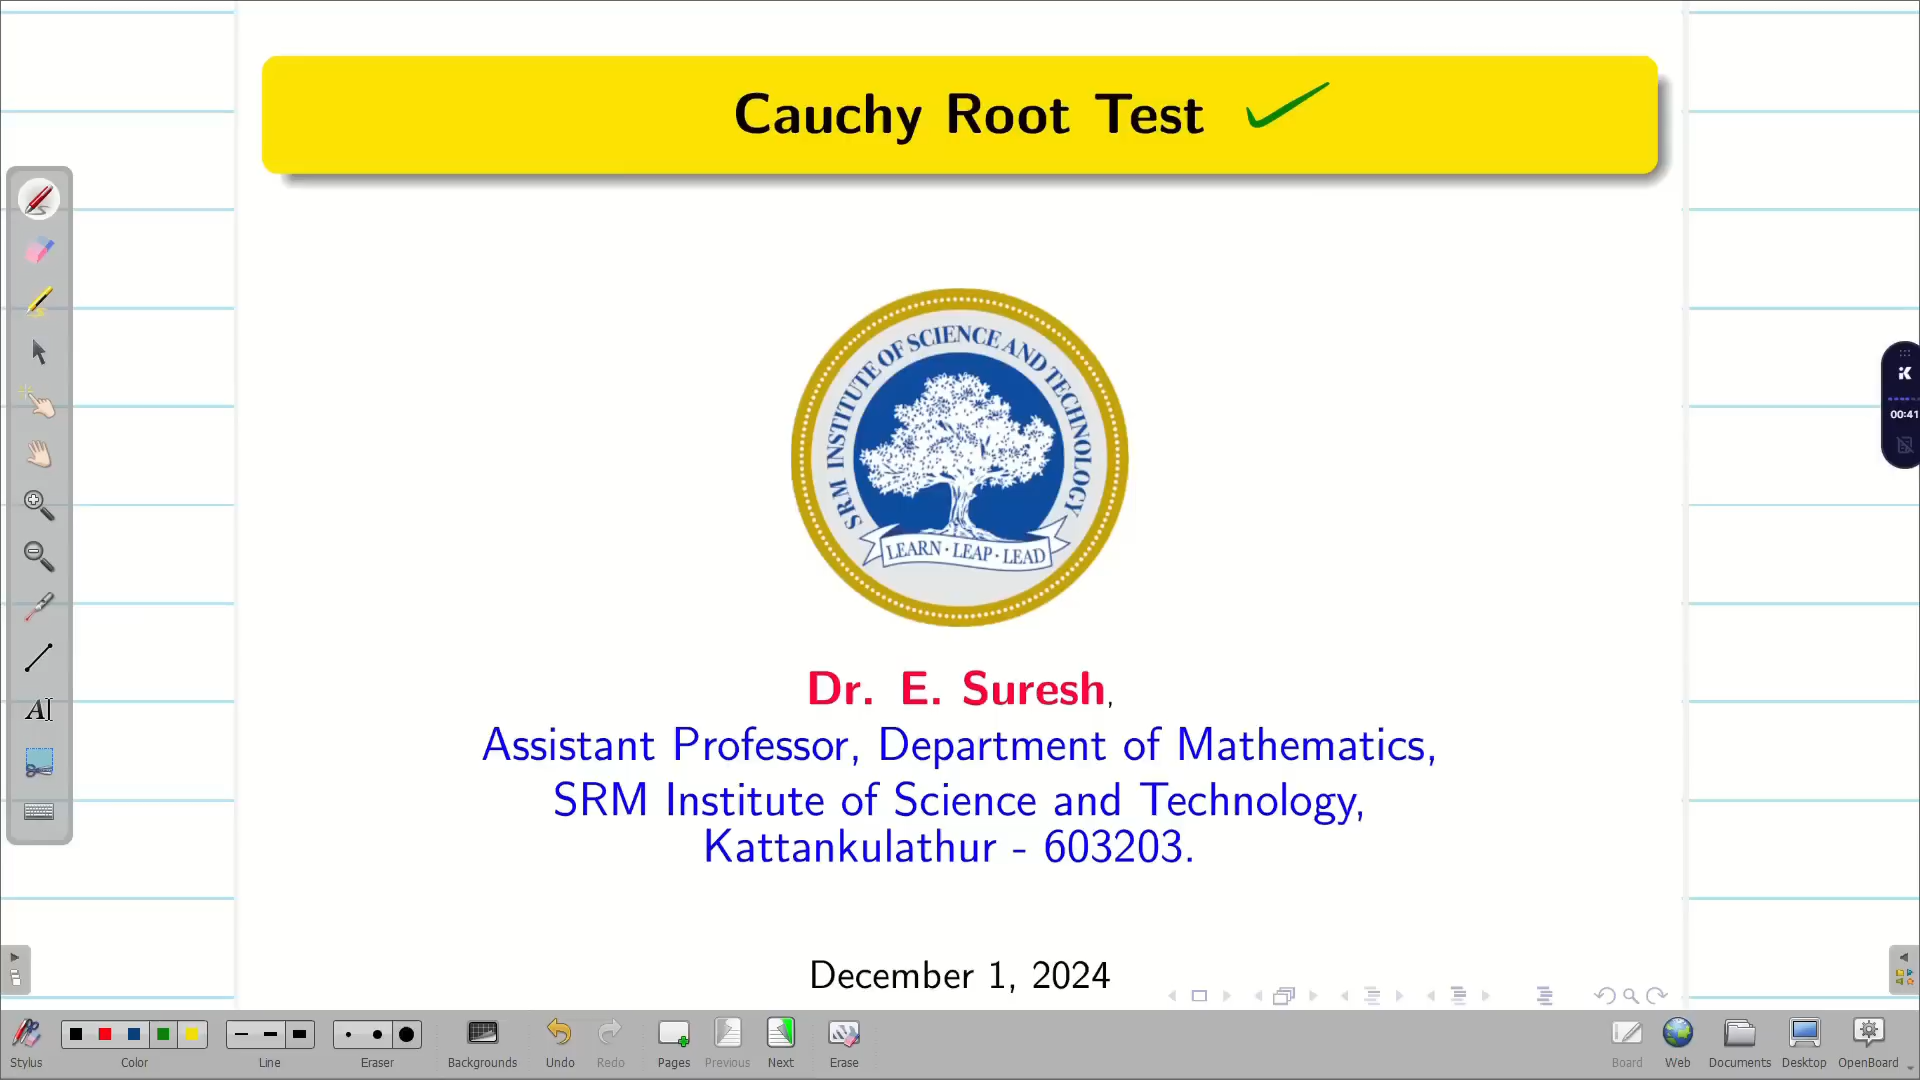 Cauchy Root Test
SRM INSTITUTE OF SCIENCE AND TECHNOLOGY
LEARN · LEAP · LEAD
Dr. E. Suresh,
Assistant Professor, Department of Mathematics,
SRM Institute of Science and Technology,
Kattankulathur - 603203.
December 1, 2024
00:41
Stylus Color Line Eraser Backgrounds Undo Redo Pages Previous Next Erase Board Web Documents Desktop OpenBoard